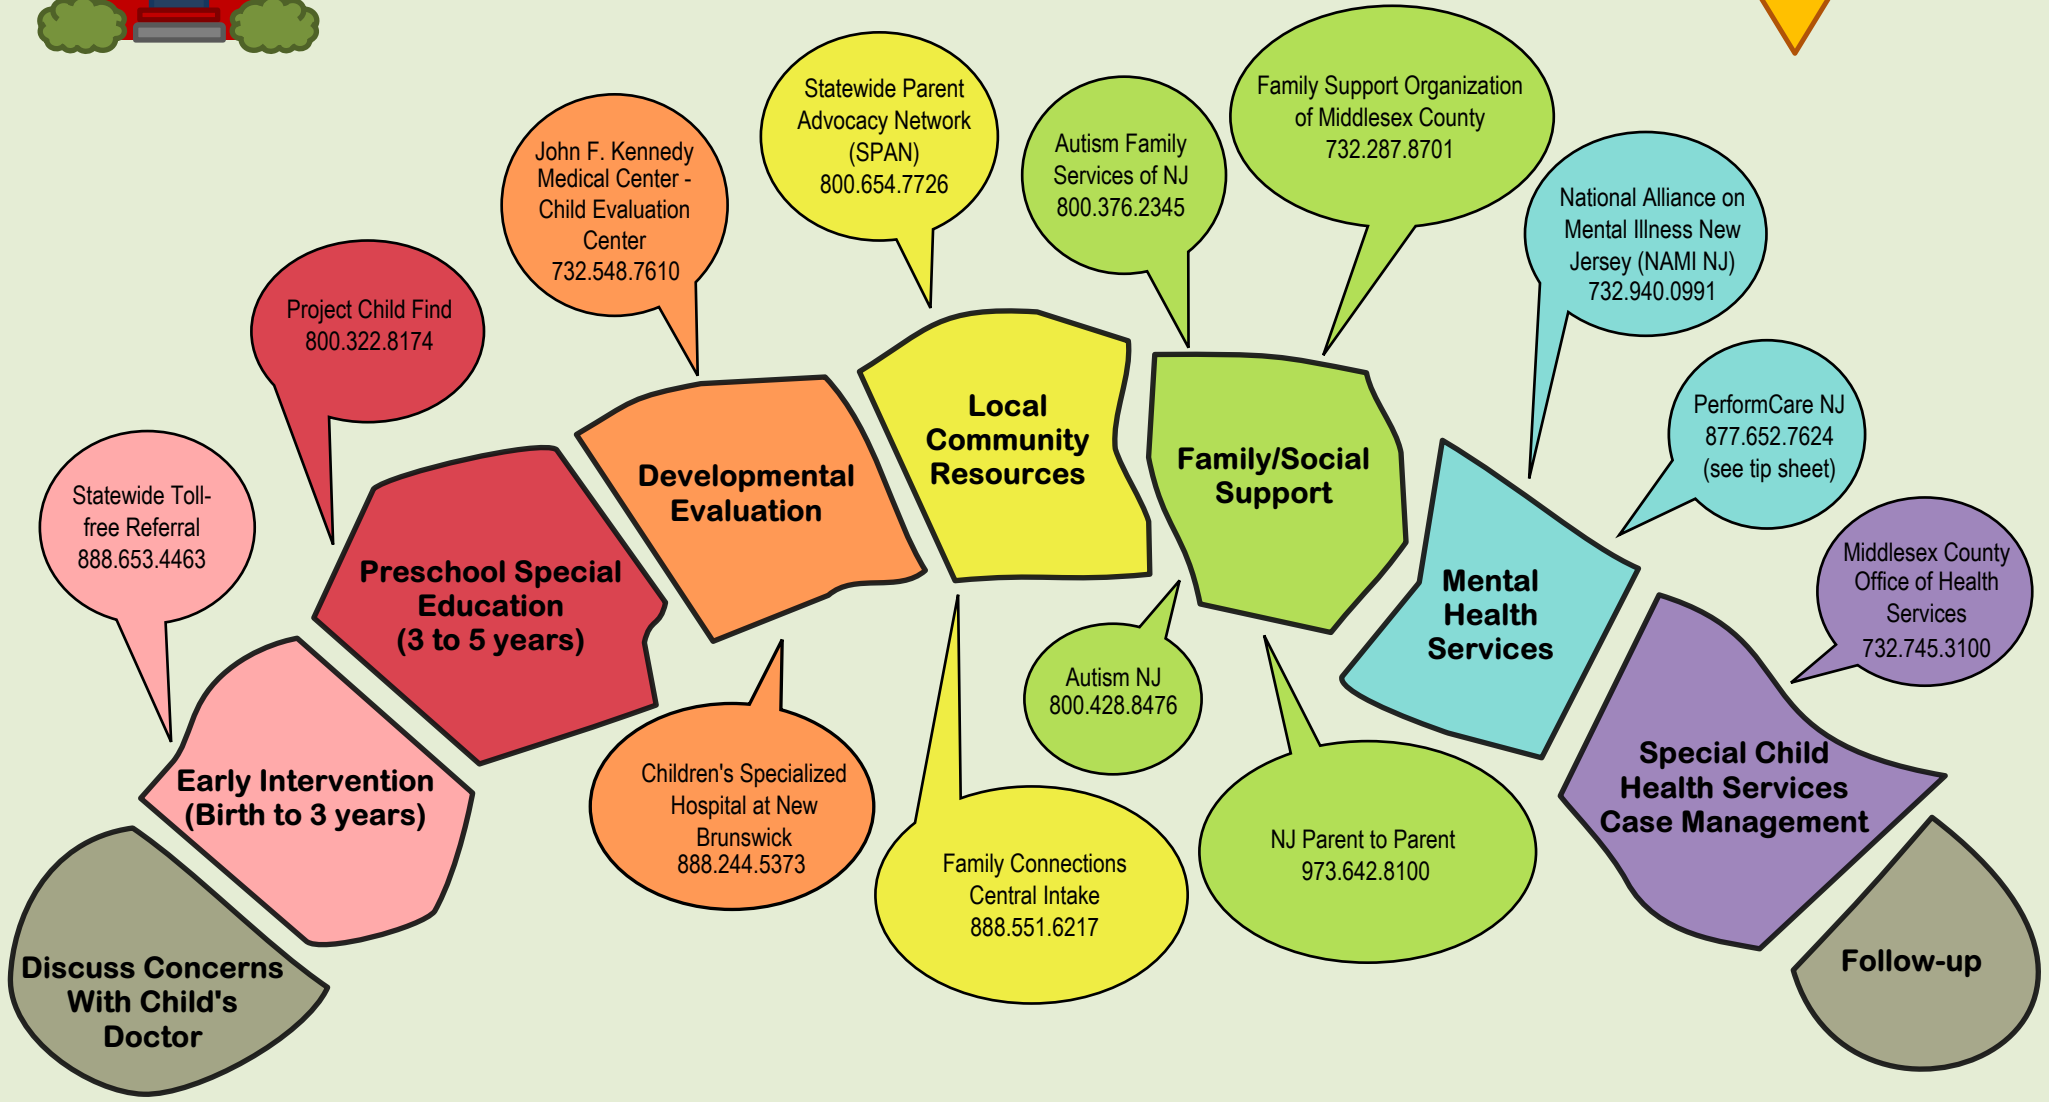 Statewide Toll-
free Referral
888.653.4463
Project Child Find
800.322.8174
John F. Kennedy
Medical Center -
Child Evaluation
Center
732.548.7610
Statewide Parent
Advocacy Network
(SPAN)
800.654.7726
Autism Family
Services of NJ
800.376.2345
Family Support Organization
of Middlesex County
732.287.8701
National Alliance on
Mental Illness New
Jersey (NAMI NJ)
732.940.0991
PerformCare NJ
877.652.7624
(see tip sheet)
Middlesex County
Office of Health
Services
732.745.3100
Discuss Concerns
With Child's
Doctor
Early Intervention
(Birth to 3 years)
Preschool Special
Education
(3 to 5 years)
Developmental
Evaluation
Local
Community
Resources
Family/Social
Support
Mental
Health
Services
Special Child
Health Services
Case Management
Follow-up
Children's Specialized
Hospital at New
Brunswick
888.244.5373
Family Connections
Central Intake
888.551.6217
Autism NJ
800.428.8476
NJ Parent to Parent
973.642.8100